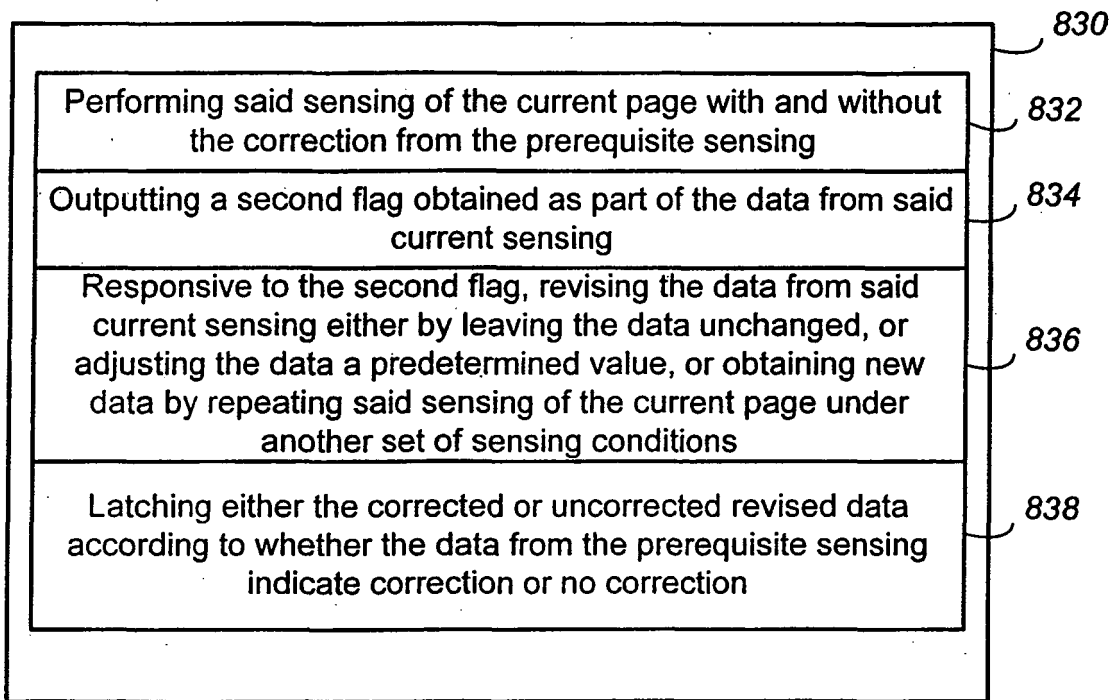 830
Performing said sensing of the current page with and without
the correction from the prerequisite sensing
832
Outputting a second flag obtained as part of the data from said
current sensing
834
Responsive to the second flag, revising the data from said
current sensing either by leaving the data unchanged, or
adjusting the data a predetermined value, or obtaining new
data by repeating said sensing of the current page under
another set of sensing conditions
836
Latching either the corrected or uncorrected revised data
according to whether the data from the prerequisite sensing
indicate correction or no correction
838